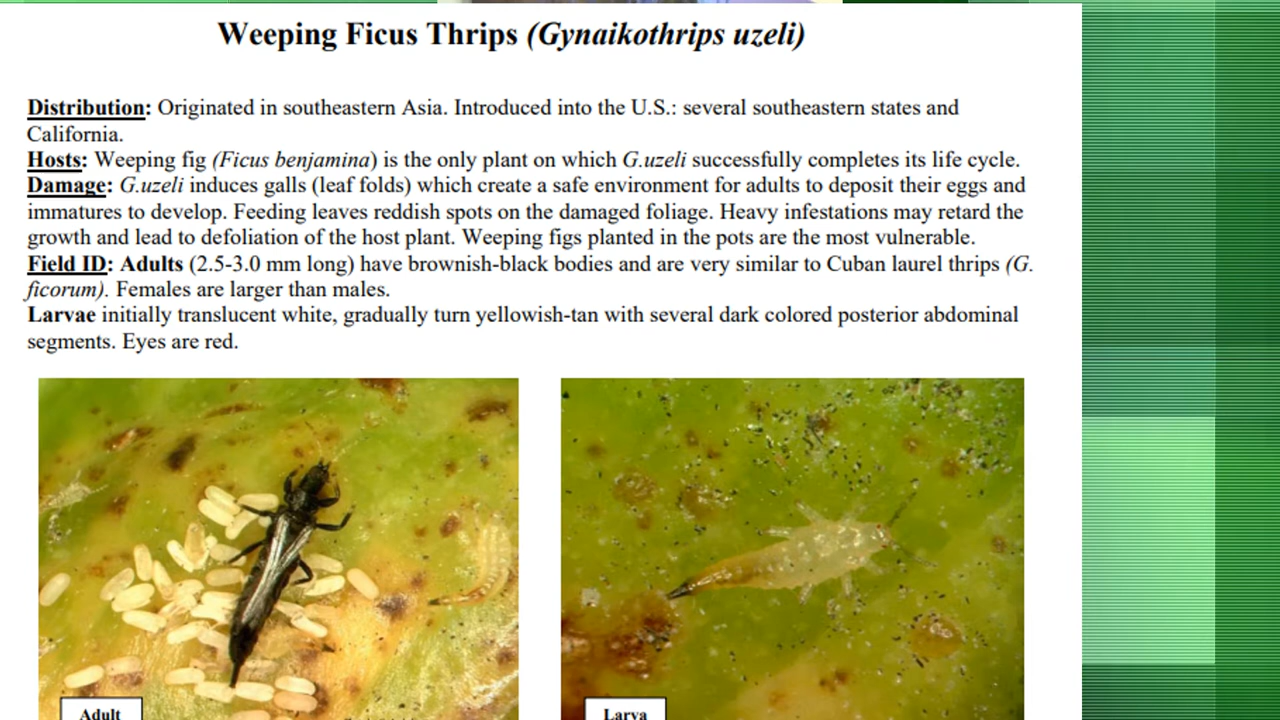 Weeping Ficus Thrips (Gynaikothrips uzeli)
Distribution: Originated in southeastern Asia. Introduced into the U.S.: several southeastern states and
California.
Hosts: Weeping fig (Ficus benjamina) is the only plant on which G.uzeli successfully completes its life cycle.
Damage: G.uzeli induces galls (leaf folds) which create a safe environment for adults to deposit their eggs and
immatures to develop. Feeding leaves reddish spots on the damaged foliage. Heavy infestations may retard the
growth and lead to defoliation of the host plant. Weeping figs planted in the pots are the most vulnerable.
Field ID: Adults (2.5-3.0 mm long) have brownish-black bodies and are very similar to Cuban laurel thrips (G.
ficorum). Females are larger than males.
Larvae initially translucent white, gradually turn yellowish-tan with several dark colored posterior abdominal
segments. Eyes are red.
Adult
Larva